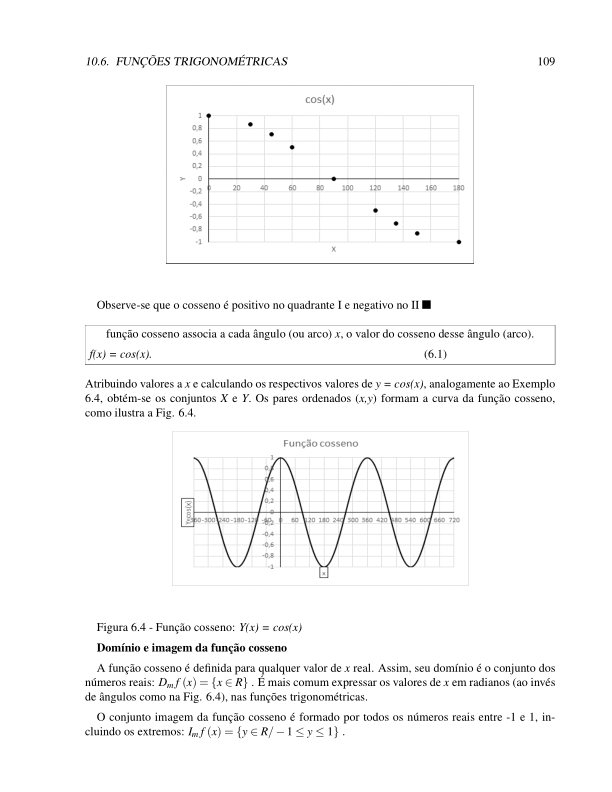 10.6. FUNÇÕES TRIGONOMÉTRICAS 109
cos(x)
1
0,8
0,6
0,4
0,2
0
-0,2
-0,4
-0,6
-0,8
-1
Y
0 20 40 60 80 100 120 140 160 180
X
Observe-se que o cosseno é positivo no quadrante I e negativo no II ■
função cosseno associa a cada ângulo (ou arco) x, o valor do cosseno desse ângulo (arco).
f(x) = cos(x). (6.1)
Atribuindo valores a x e calculando os respectivos valores de y = cos(x), analogamente ao Exemplo
6.4, obtém-se os conjuntos X e Y. Os pares ordenados (x,y) formam a curva da função cosseno,
como ilustra a Fig. 6.4.
Função cosseno
1
0,8
0,6
0,4
0,2
0
-0,2
-0,4
-0,6
-0,8
-1
-300 -240 -180 -120 -60 0 60 120 180 240 300 360 420 480 540 600 660 720
x
Figura 6.4 - Função cosseno: Y(x) = cos(x)
Domínio e imagem da função cosseno
A função cosseno é definida para qualquer valor de x real. Assim, seu domínio é o conjunto dos
números reais: Dₘf (x) = {x ∈ R} . É mais comum expressar os valores de x em radianos (ao invés
de ângulos como na Fig. 6.4), nas funções trigonométricas.
O conjunto imagem da função cosseno é formado por todos os números reais entre -1 e 1, in-
cluindo os extremos: Iₘf (x) = {y ∈ R/ − 1 ≤ y ≤ 1} .